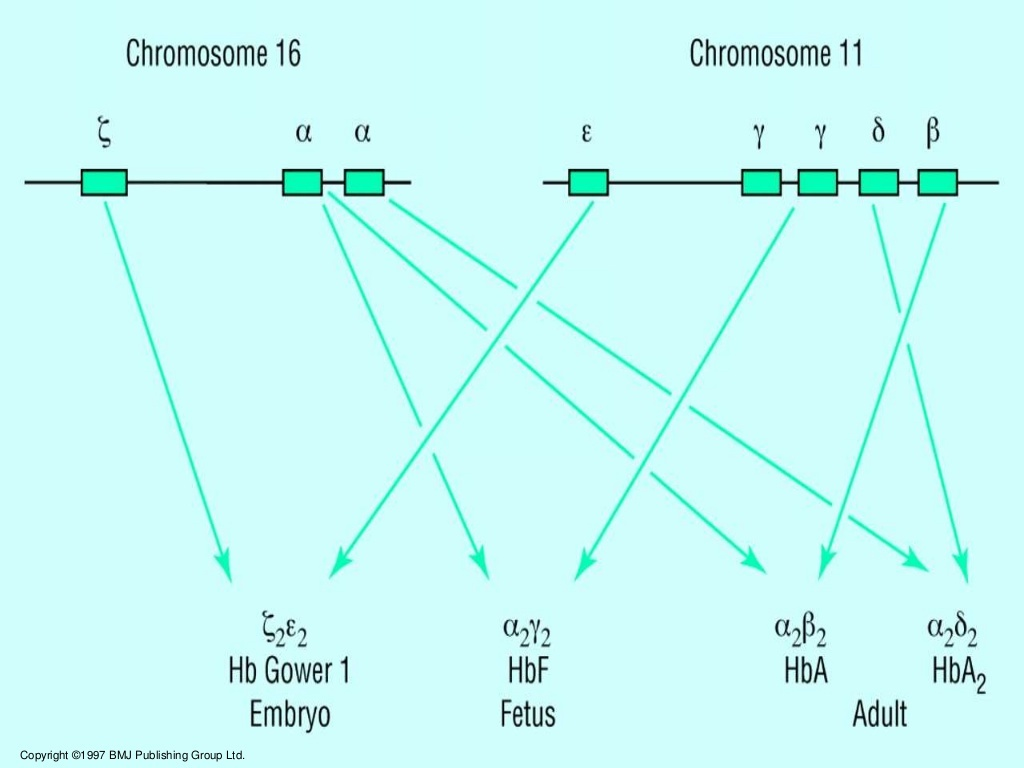 Chromosome 16
Chromosome 11
ζ α α ε γ γ δ β
ζ₂ε₂ α₂γ₂ α₂β₂ α₂δ₂
Hb Gower 1 HbF HbA HbA₂
Embryo Fetus Adult
Copyright ©1997 BMJ Publishing Group Ltd.